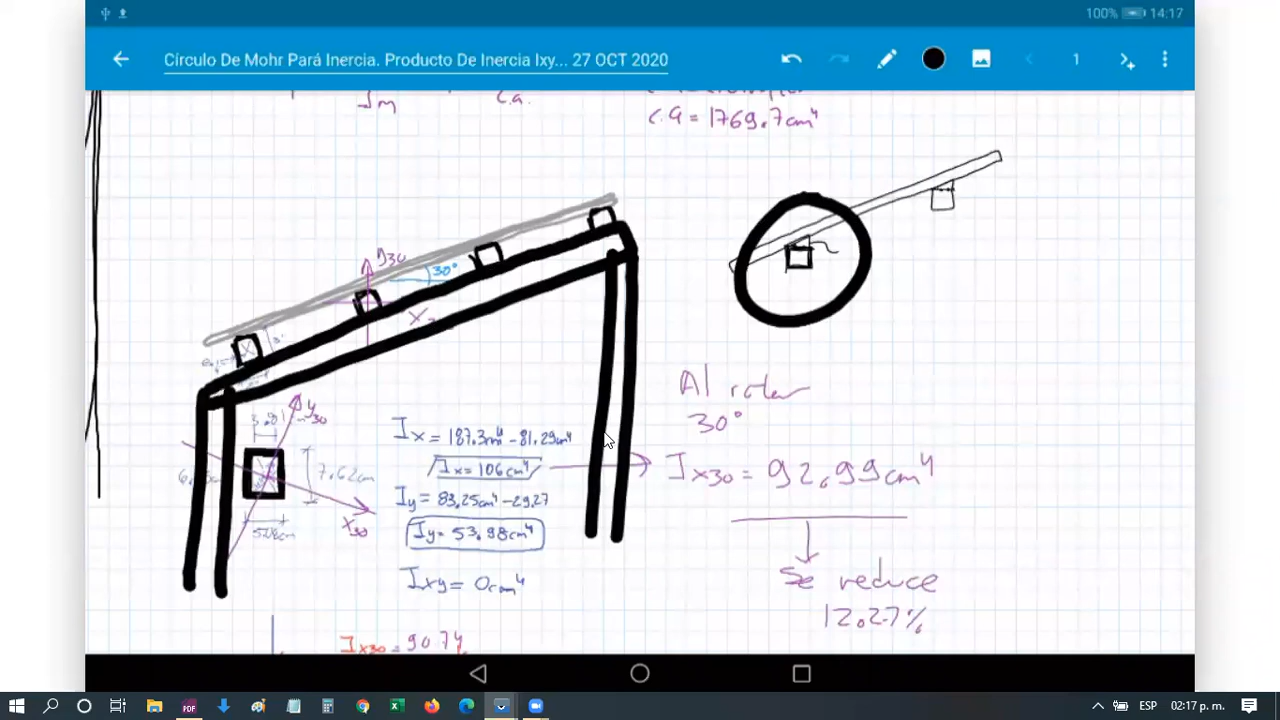 100% 14:17
Círculo De Mohr Pará Inercia. Producto De Inercia Ixy... 27 OCT 2020
1
c.a.
C.a = 1769.7cm⁴
y30
30°
Al rotar
30°
y30
7.62cm
5.08cm
X30
Ix = 187.3cm⁴ - 81.29cm⁴
Ix = 106cm⁴
Iy = 83.25cm⁴ - 29.27
Iy = 53.98cm⁴
Ixy = 0cm⁴
Ix30 = 92.99cm⁴
Se reduce
12.27%
Ix30 = 90.74
PDF
ESP 02:17 p. m.